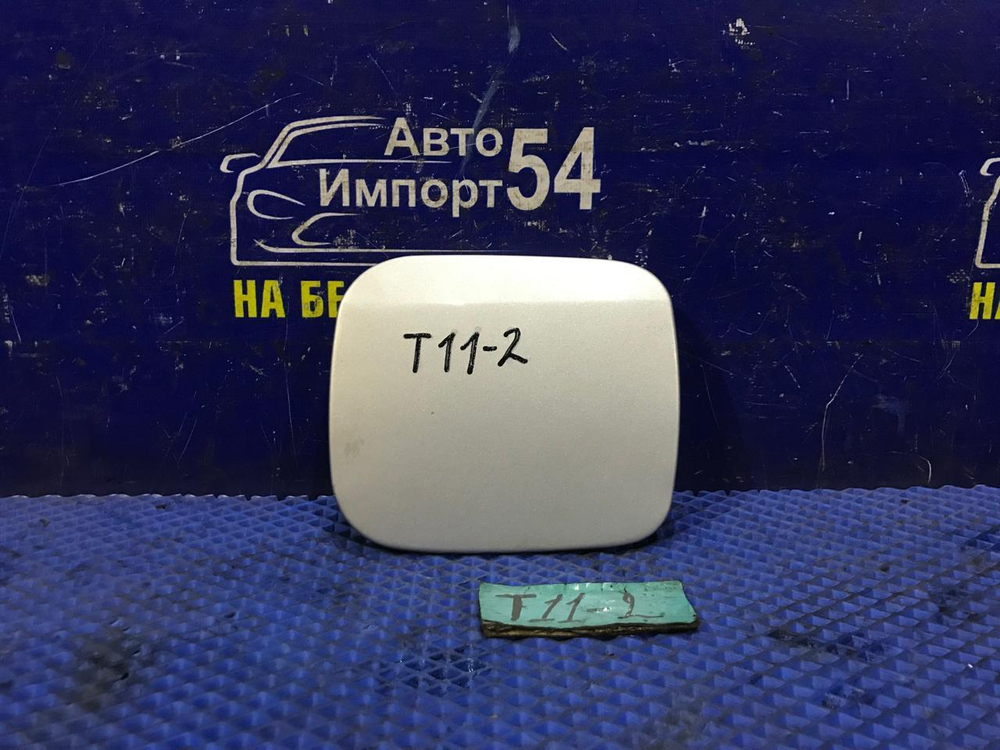 Авто
Импорт54
НА БЕ
Н
Т11-2
Т11-2